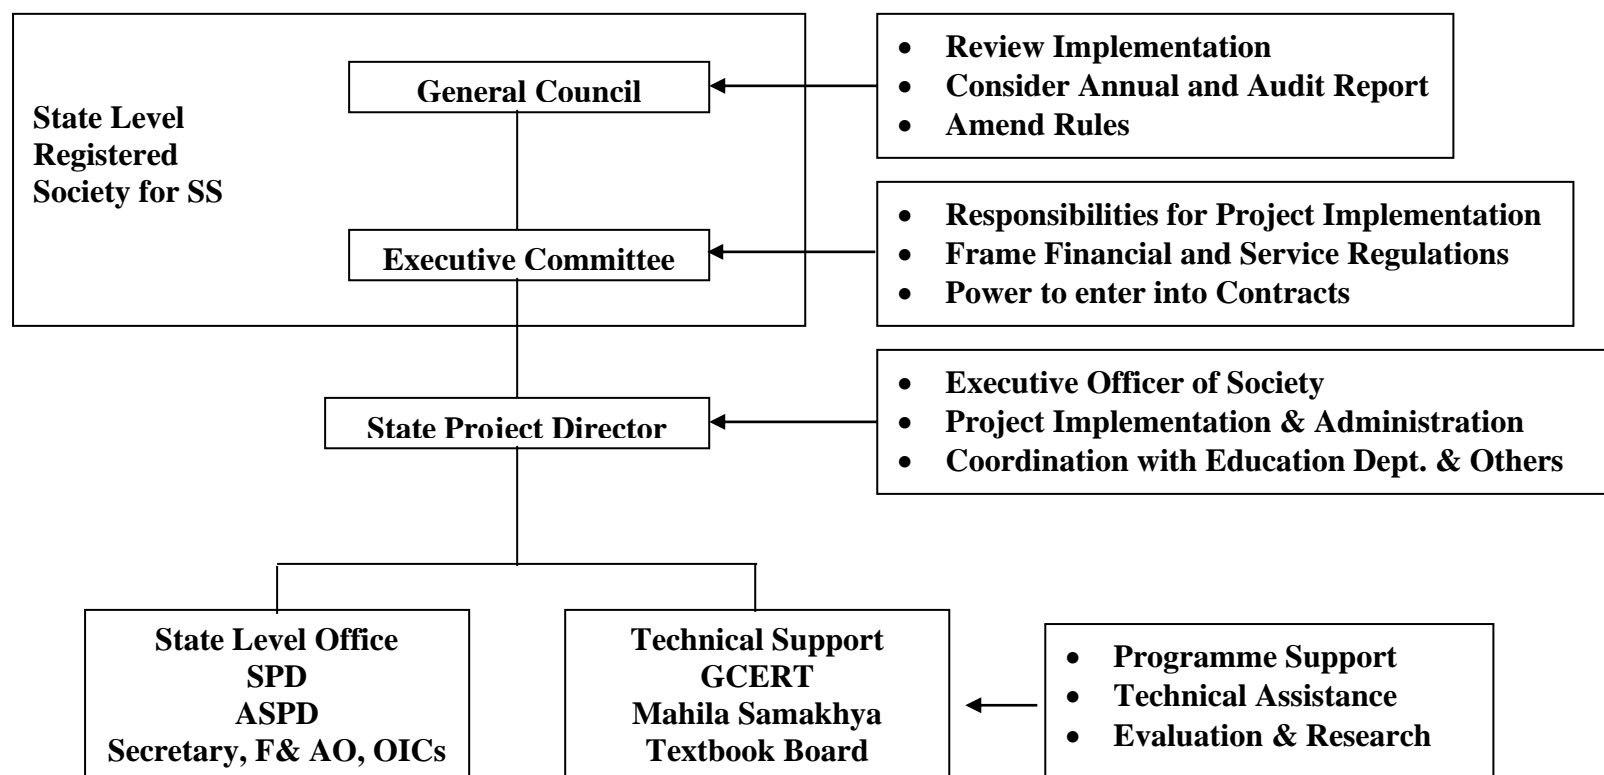 State Level
Registered
Society for SS
General Council
• Review Implementation
• Consider Annual and Audit Report
• Amend Rules
Executive Committee
• Responsibilities for Project Implementation
• Frame Financial and Service Regulations
• Power to enter into Contracts
State Project Director
• Executive Officer of Society
• Project Implementation & Administration
• Coordination with Education Dept. & Others
State Level Office
SPD
ASPD
Secretary, F& AO, OICs
Technical Support
GCERT
Mahila Samakhya
Textbook Board
• Programme Support
• Technical Assistance
• Evaluation & Research